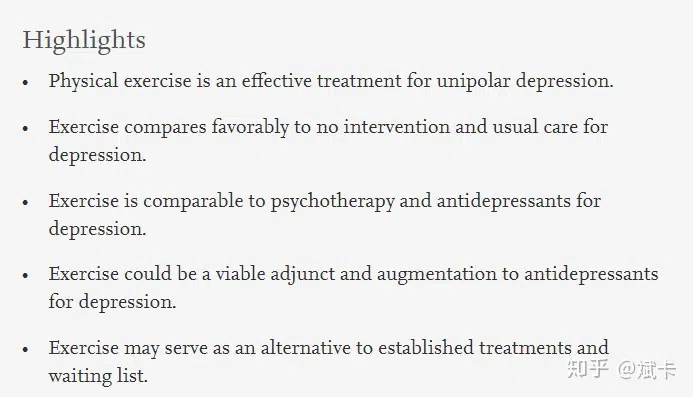 Highlights
• Physical exercise is an effective treatment for unipolar depression.
• Exercise compares favorably to no intervention and usual care for
depression.
• Exercise is comparable to psychotherapy and antidepressants for
depression.
• Exercise could be a viable adjunct and augmentation to antidepressants
for depression.
• Exercise may serve as an alternative to established treatments and
waiting list.
知乎 @斌卡